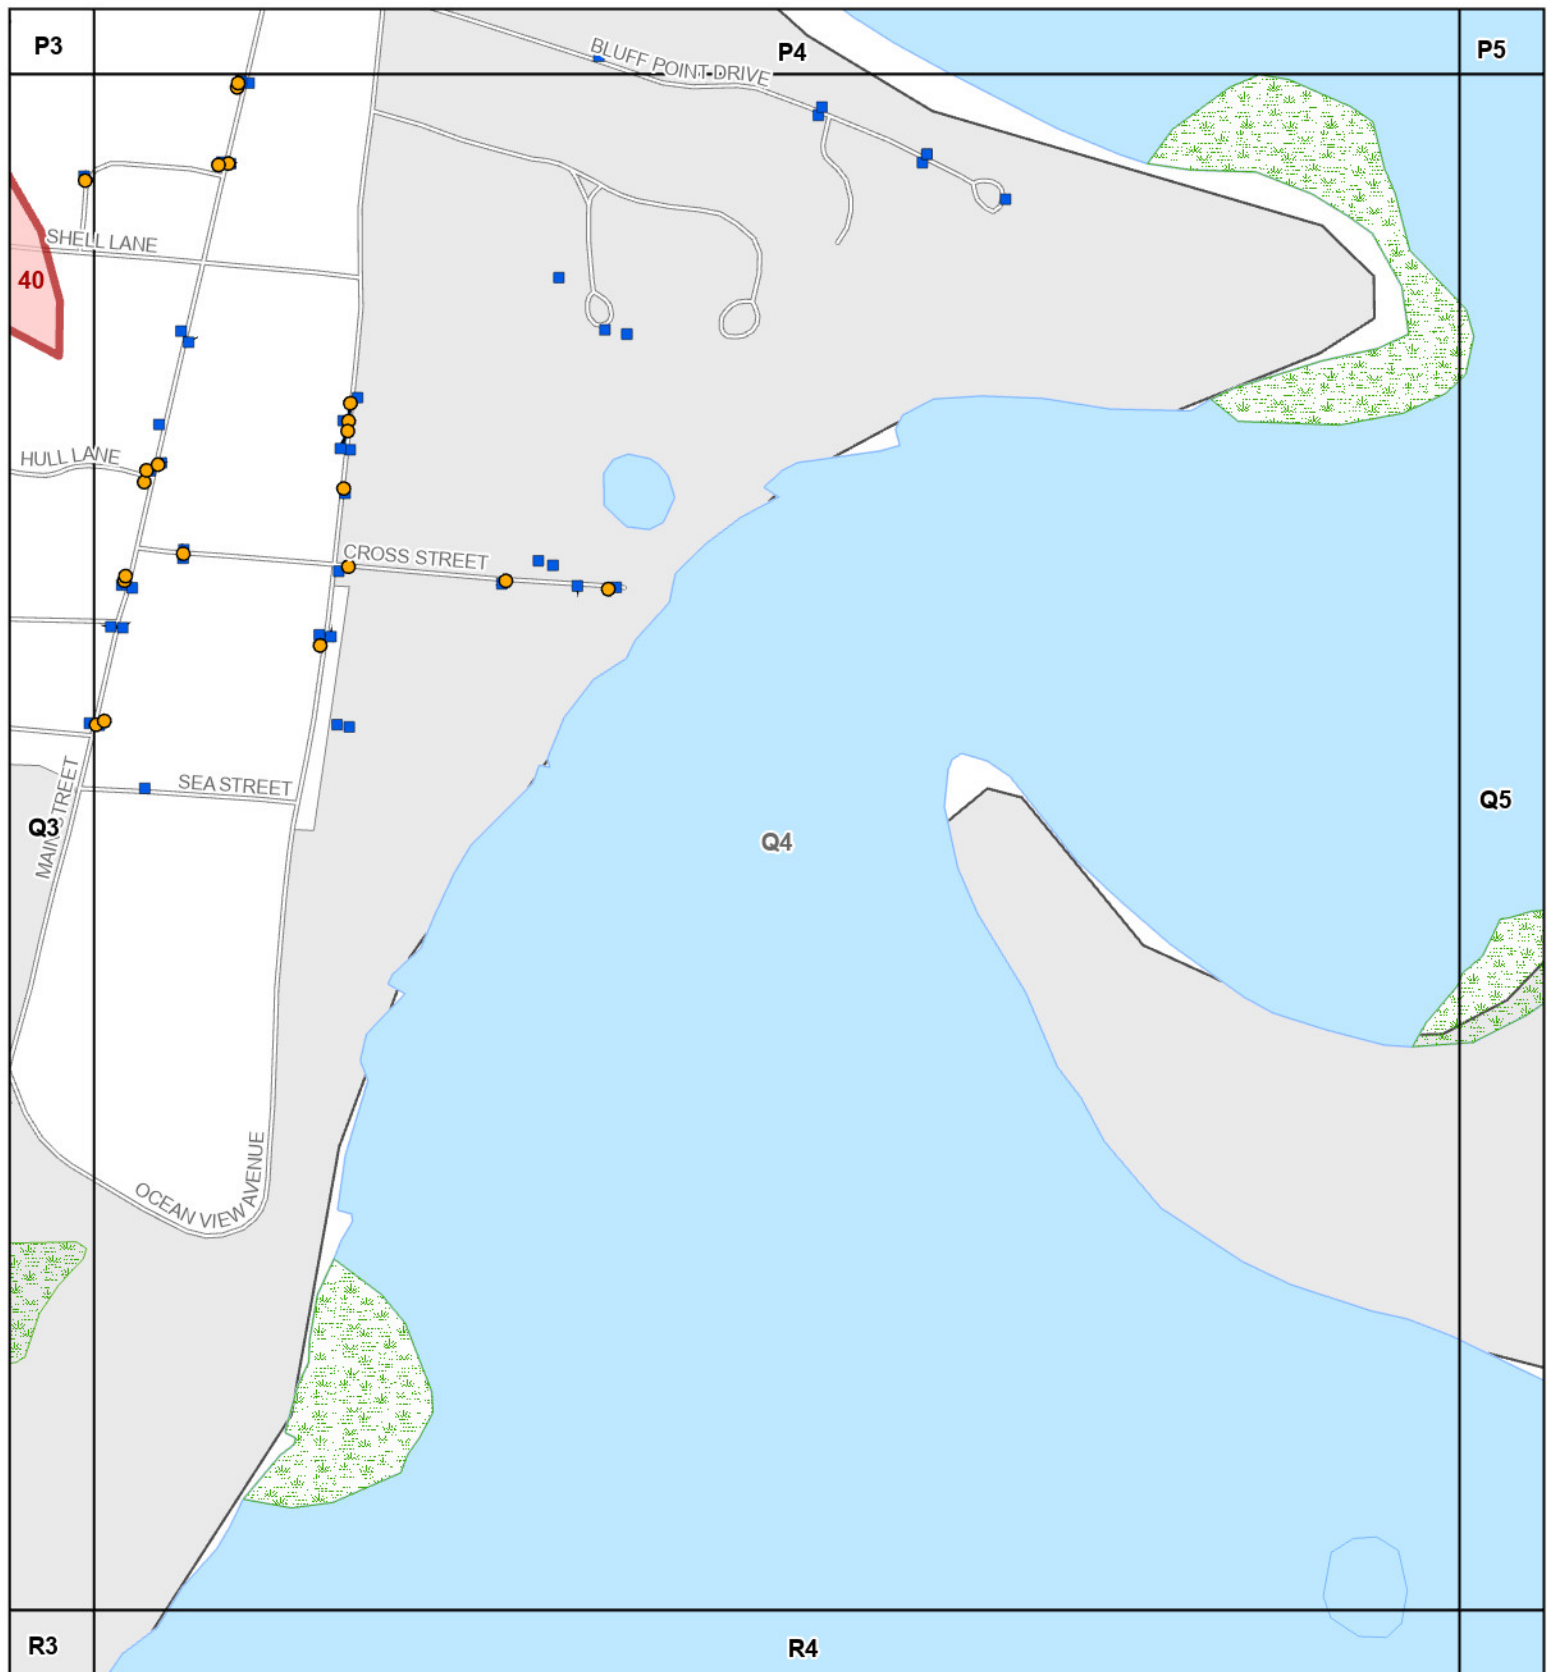 P3
P4
P5
BLUFF POINT DRIVE
SHELL LANE
40
HULL LANE
CROSS STREET
SEA STREET
MAIN STREET
Q3
Q4
Q5
OCEAN VIEW AVENUE
R3
R4